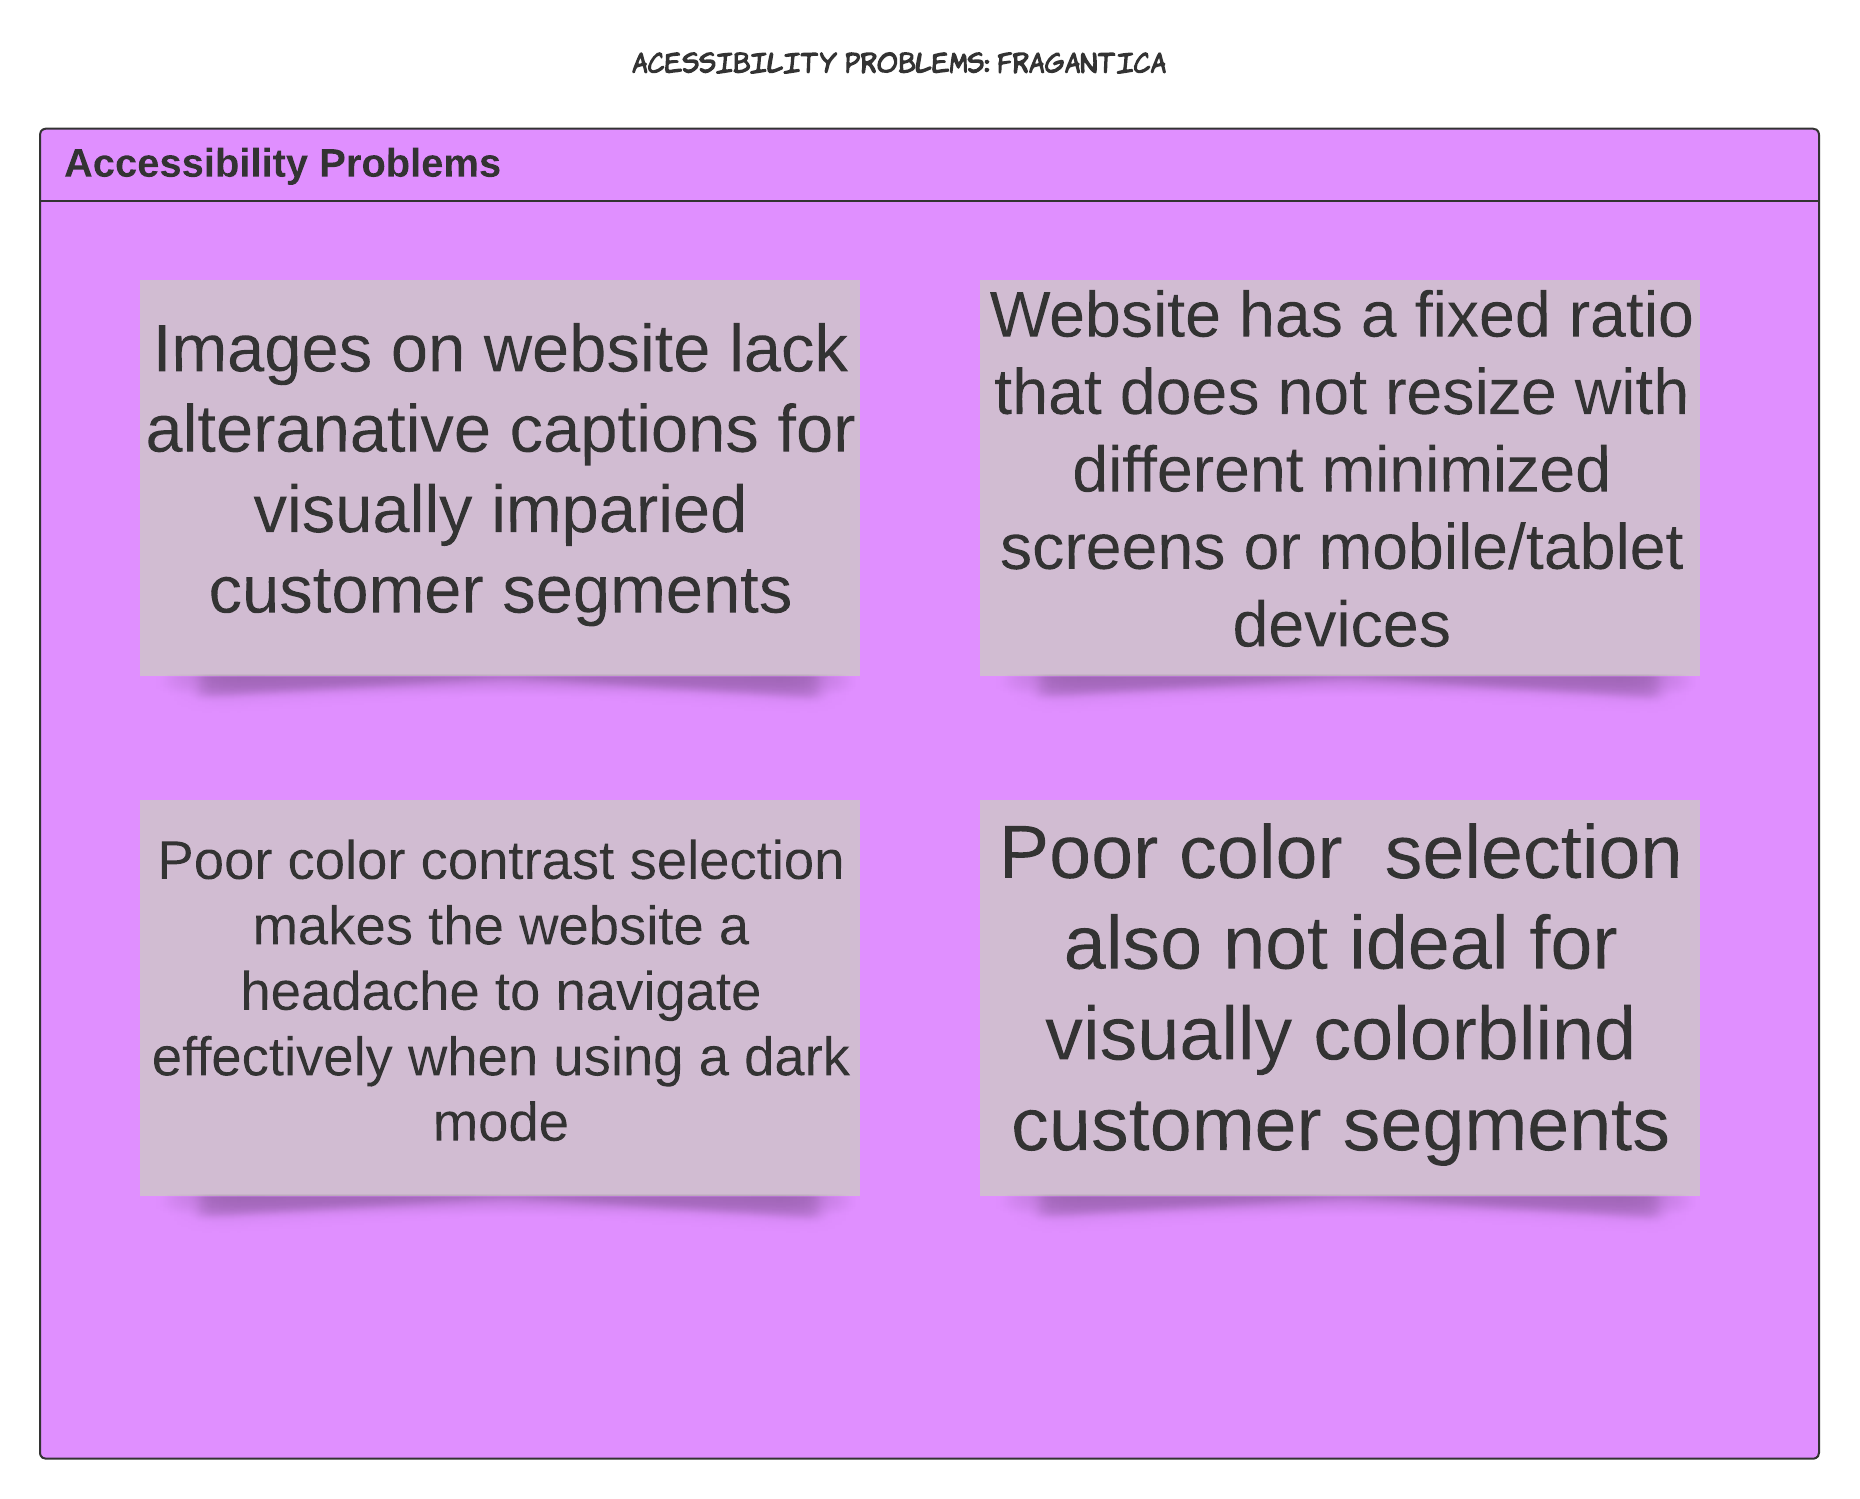 ACESSIBILITY PROBLEMS: FRAGANTICA
Accessibility Problems
Images on website lack
alteranative captions for
visually imparied
customer segments
Website has a fixed ratio
that does not resize with
different minimized
screens or mobile/tablet
devices
Poor color contrast selection
makes the website a
headache to navigate
effectively when using a dark
mode
Poor color  selection
also not ideal for
visually colorblind
customer segments